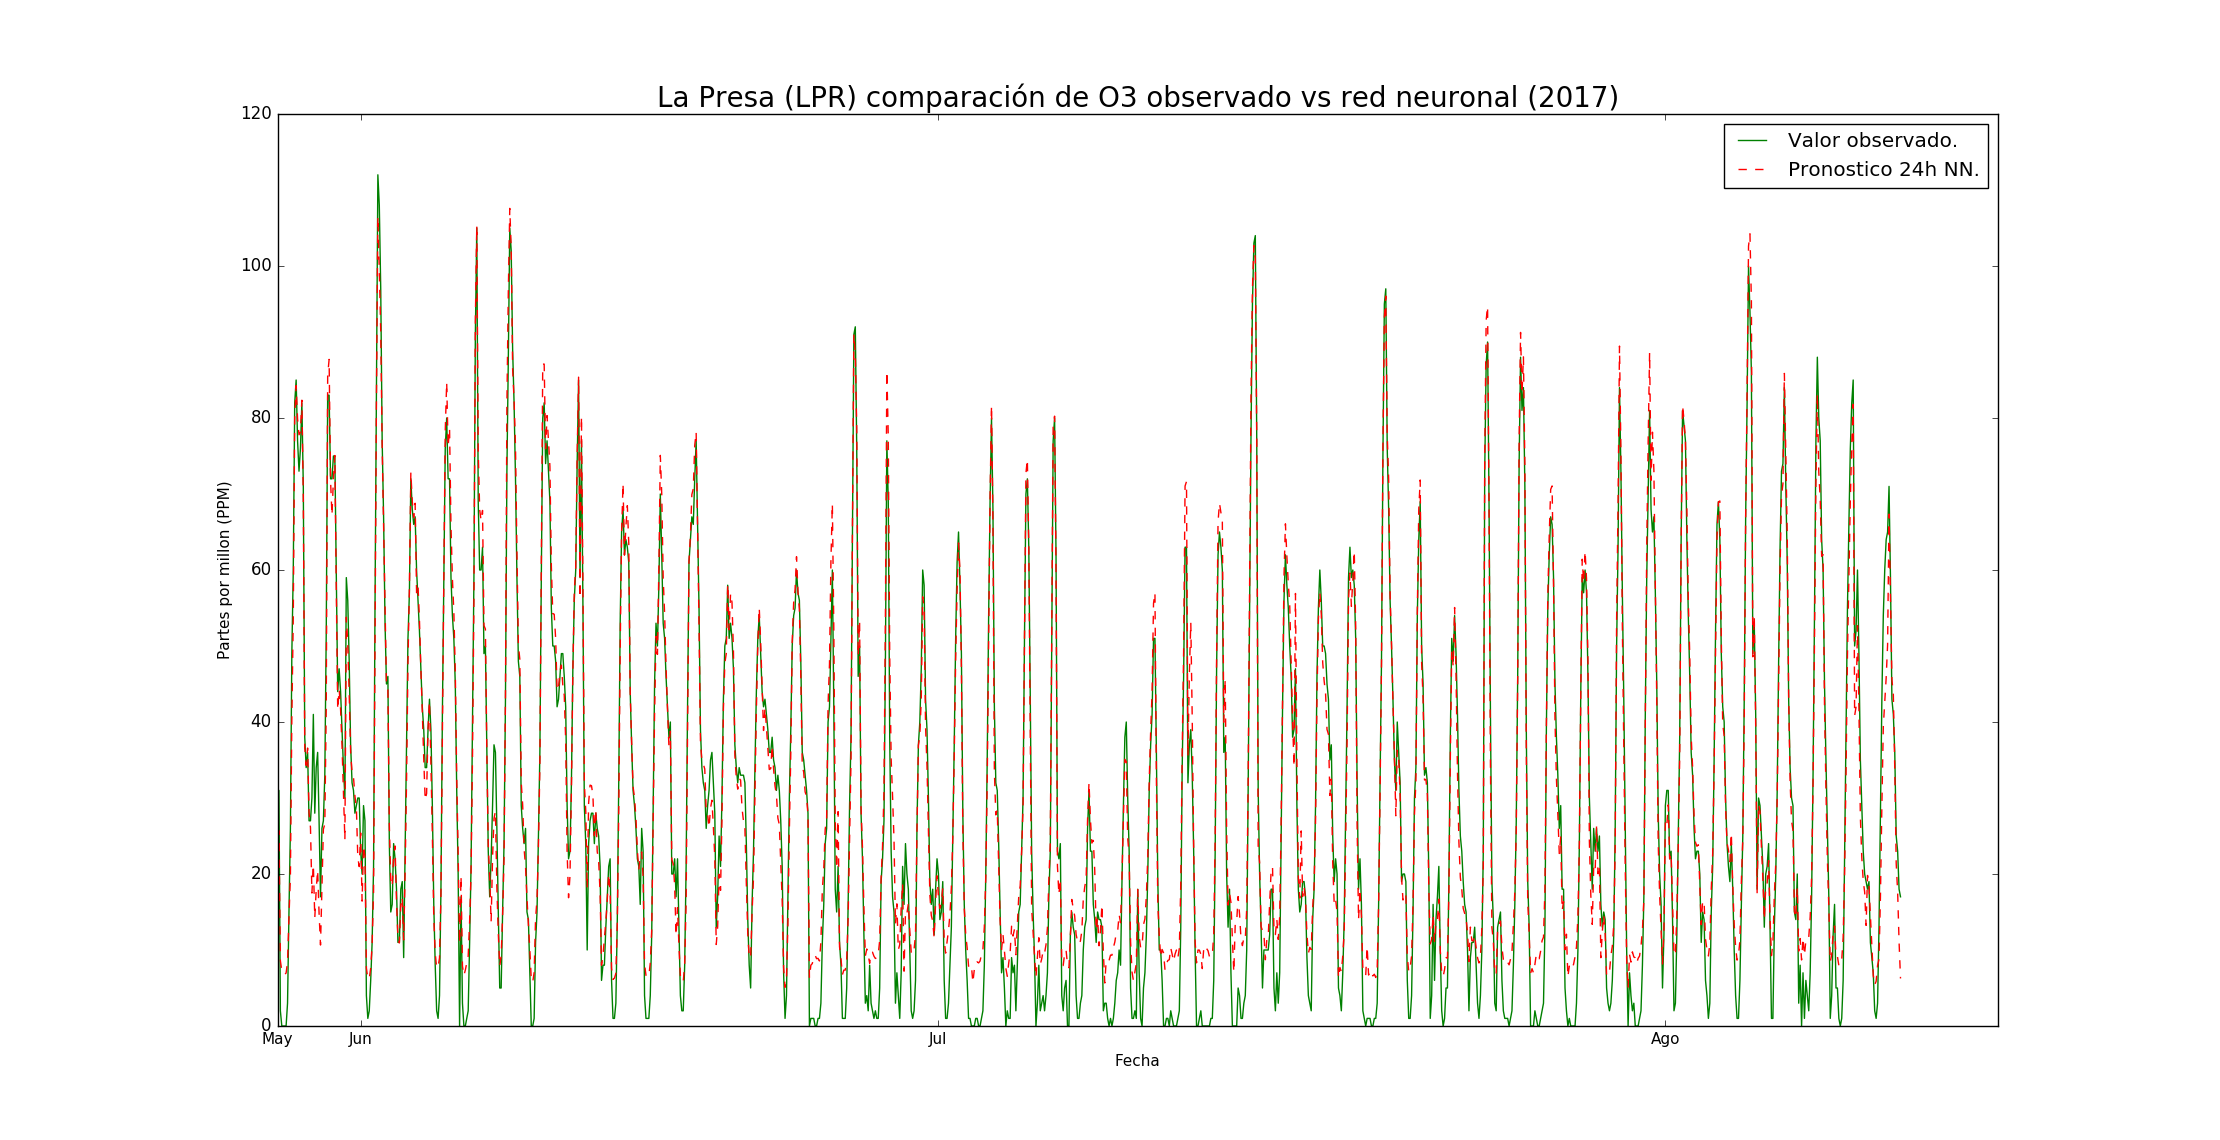 La Presa (LPR) comparación de O3 observado vs red neuronal (2017)
120
100
80
60
40
20
0
Partes por millon (PPM)
Valor observado.
Pronostico 24h NN.
May
Jun
Jul
Ago
Fecha